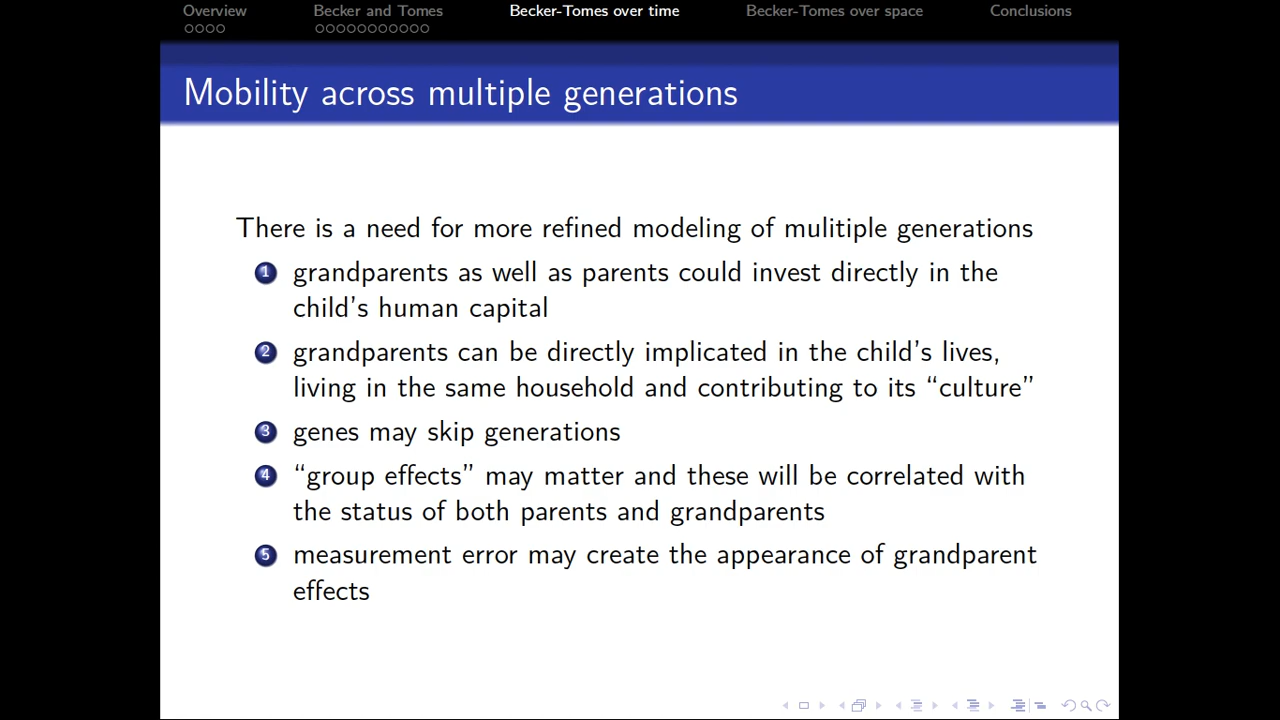 Overview Becker and Tomes Becker-Tomes over time Becker-Tomes over space Conclusions
Mobility across multiple generations
There is a need for more refined modeling of mulitiple generations
1 grandparents as well as parents could invest directly in the
child's human capital
2 grandparents can be directly implicated in the child's lives,
living in the same household and contributing to its “culture”
3 genes may skip generations
4 “group effects” may matter and these will be correlated with
the status of both parents and grandparents
5 measurement error may create the appearance of grandparent
effects